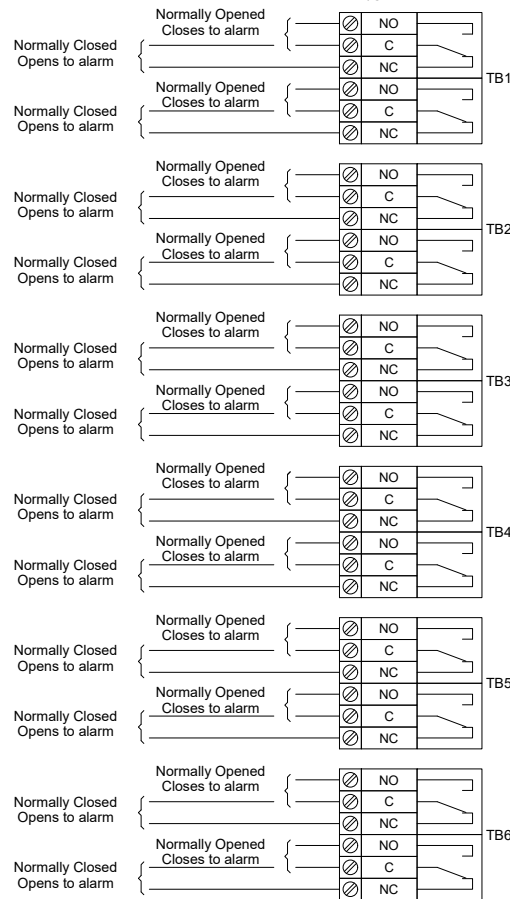 Normally Opened
Closes to alarm
NO
Normally Closed
Opens to alarm
C
NC
TB1
Normally Opened
Closes to alarm
NO
Normally Closed
Opens to alarm
C
NC
Normally Opened
Closes to alarm
NO
Normally Closed
Opens to alarm
C
NC
TB2
Normally Opened
Closes to alarm
NO
Normally Closed
Opens to alarm
C
NC
Normally Opened
Closes to alarm
NO
Normally Closed
Opens to alarm
C
NC
TB3
Normally Opened
Closes to alarm
NO
Normally Closed
Opens to alarm
C
NC
Normally Opened
Closes to alarm
NO
Normally Closed
Opens to alarm
C
NC
TB4
Normally Opened
Closes to alarm
NO
Normally Closed
Opens to alarm
C
NC
Normally Opened
Closes to alarm
NO
Normally Closed
Opens to alarm
C
NC
TB5
Normally Opened
Closes to alarm
NO
Normally Closed
Opens to alarm
C
NC
Normally Opened
Closes to alarm
NO
Normally Closed
Opens to alarm
C
NC
TB6
Normally Opened
Closes to alarm
NO
Normally Closed
Opens to alarm
C
NC